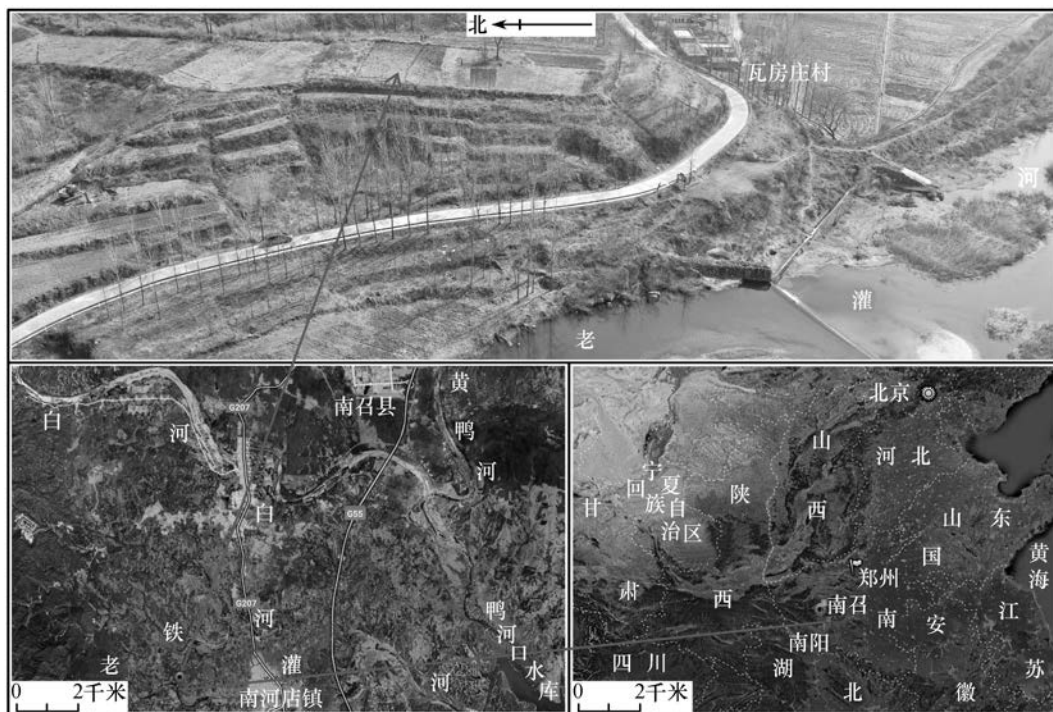 北
瓦房庄村
河
灌
老
黄
鸭
河
南召县
白
河
G207
白
G55
G207
河
鸭
河
口
水
库
铁
老
灌
河
南河店镇
0 2千米
北京
山
河北
宁夏
回族自
治区
甘
陕
西
山东
国
黄
海
郑州
肃
西
南召
南
安
江
南阳
四川
湖
北
徽
苏
0 2千米